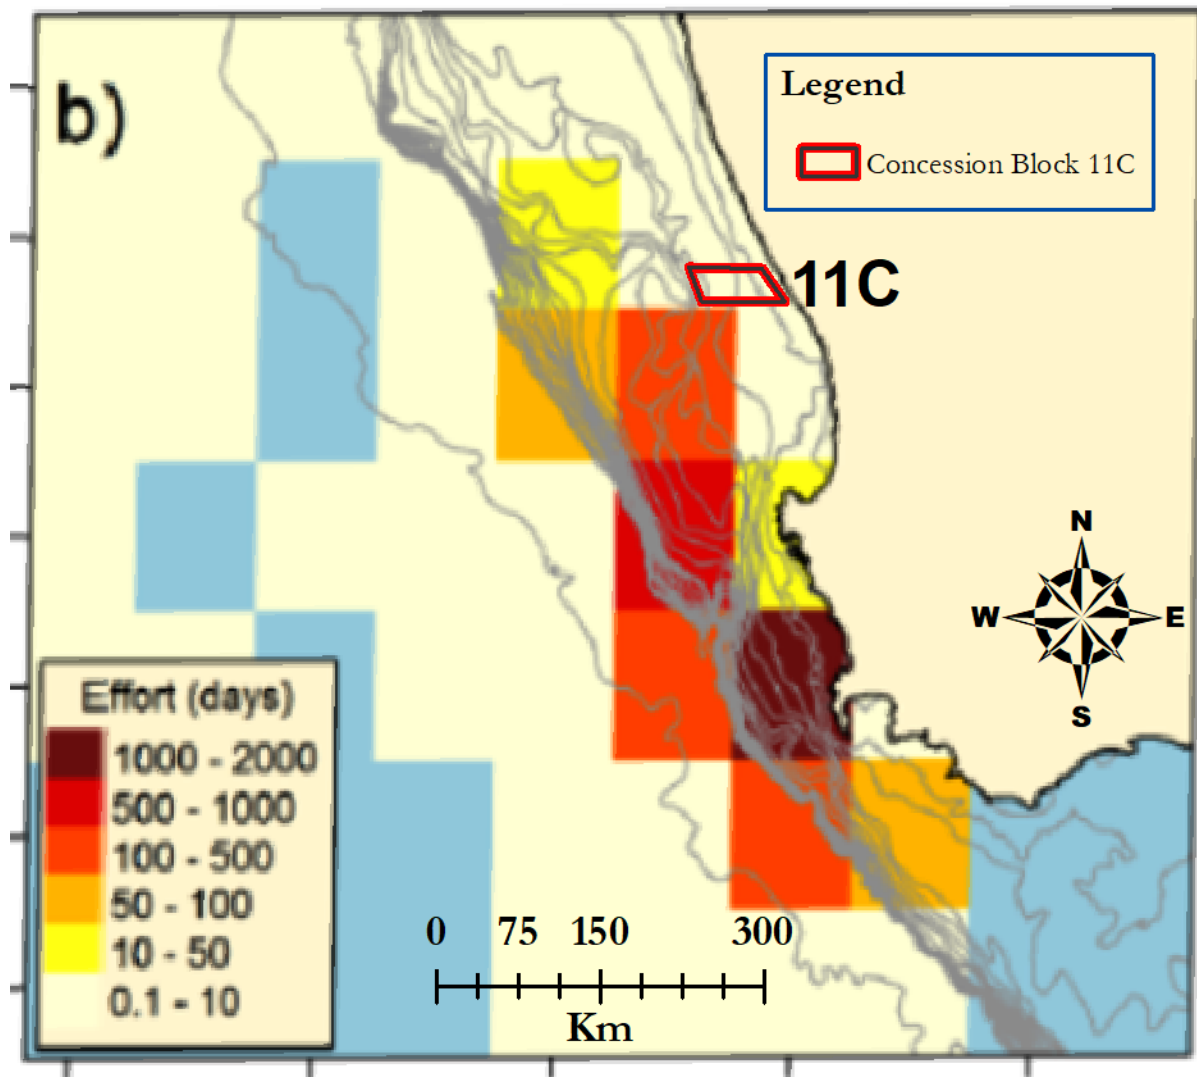 b)
Legend
Concession Block 11C
11C
N
W E
S
Effort (days)
1000 - 2000
500 - 1000
100 - 500
50 - 100
10 - 50
0.1 - 10
0 75 150 300
Km